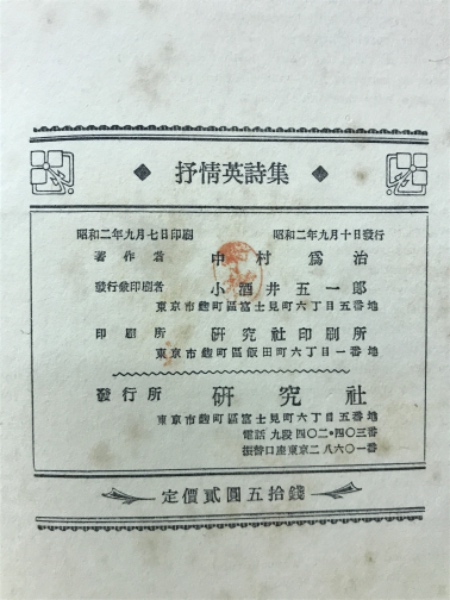 抒情英詩集
昭和二年九月七日印刷 昭和二年九月十日發行
著作者 中村爲治
發行兼印刷者 小酒井五一郎
東京市麴町區富士見町六丁目五番地
印刷所 硏究社印刷所
東京市麴町區飯田町六丁目一番地
發行所 硏究社
東京市麴町區富士見町六丁目五番地
電話 九段 四〇二・四〇三番
振替口座東京二八六〇一番
定價貳圓五拾錢